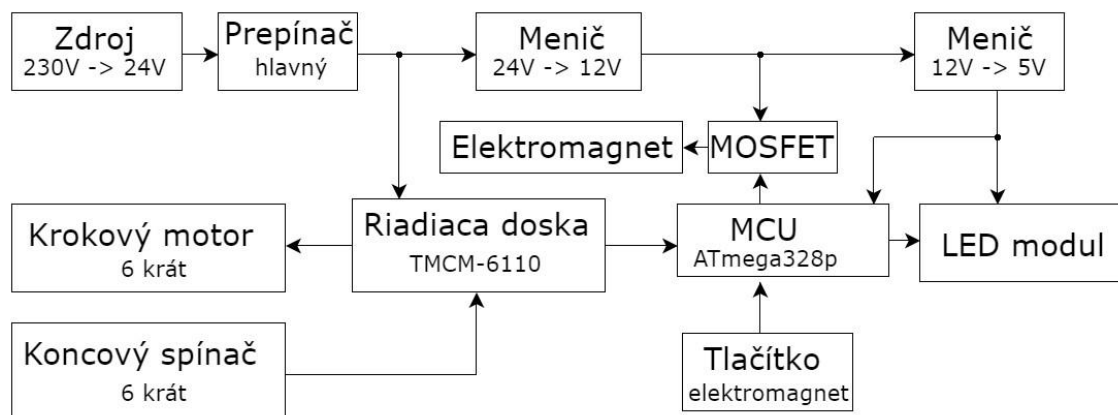 Zdroj
230V -> 24V
Prepínač
hlavný
Menič
24V -> 12V
Menič
12V -> 5V
Elektromagnet
MOSFET
Krokový motor
6 krát
Riadiaca doska
TMCM-6110
MCU
ATmega328p
LED modul
Koncový spínač
6 krát
Tlačítko
elektromagnet